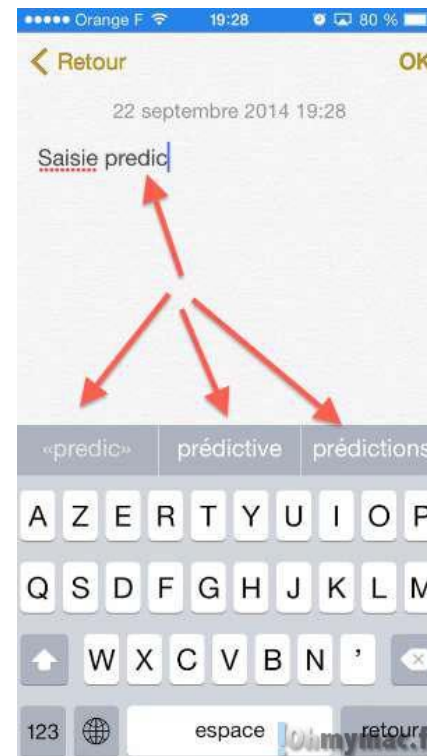 Orange F 19:28 80 %
Retour OK
22 septembre 2014 19:28
Saisie predic
«predic» prédictive prédictions
A Z E R T Y U I O P
Q S D F G H J K L M
W X C V B N '
123 espace retour
Ohmymac.f